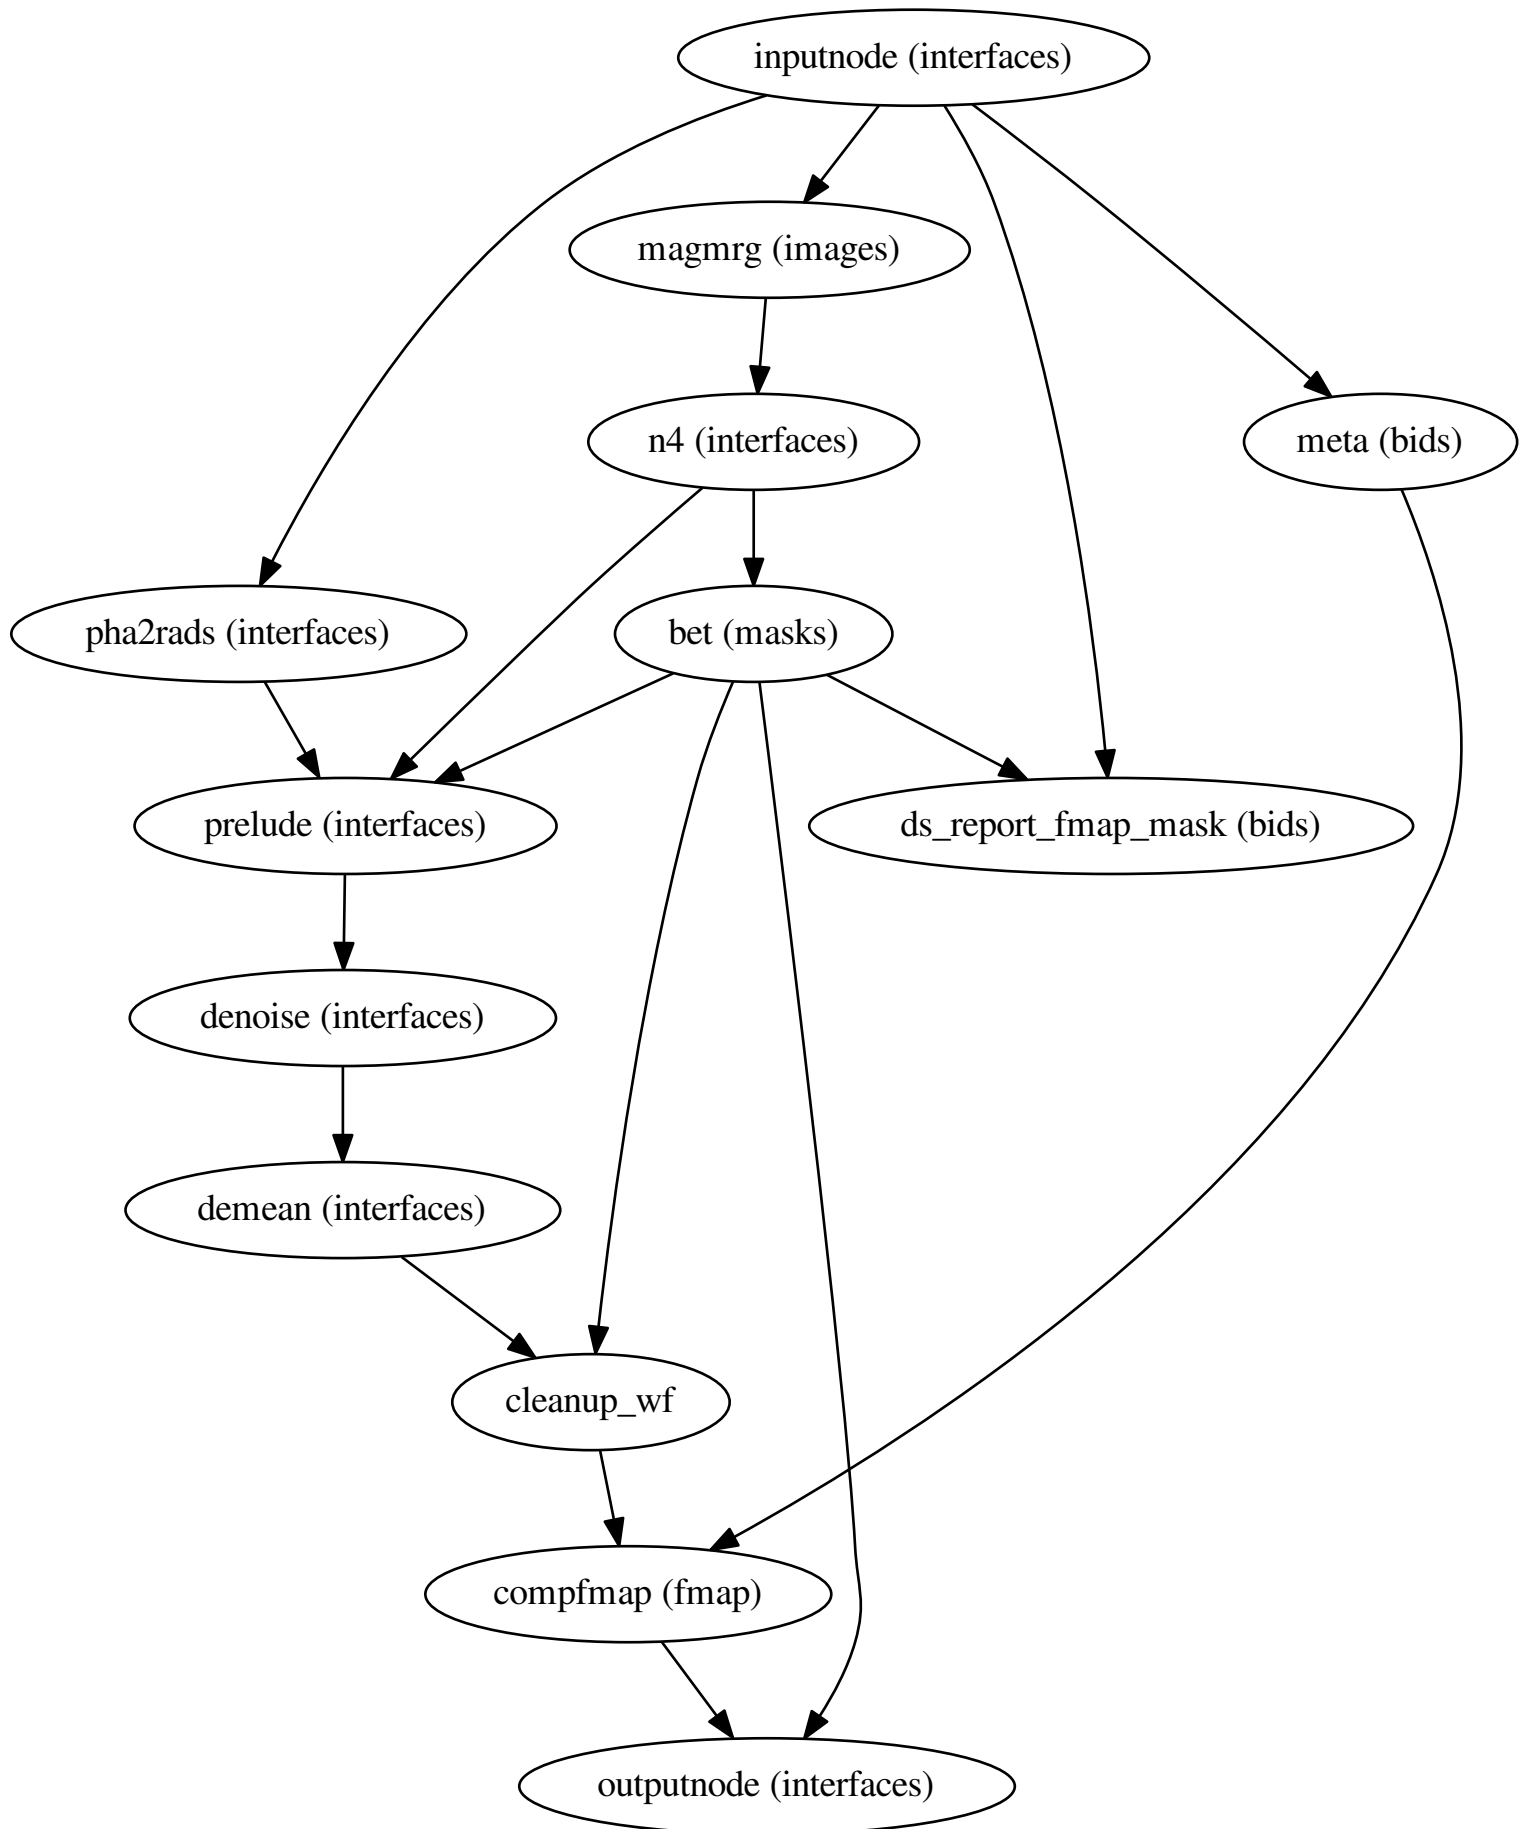 inputnode (interfaces)
magmrg (images)
n4 (interfaces)
meta (bids)
pha2rads (interfaces)
bet (masks)
prelude (interfaces)
ds_report_fmap_mask (bids)
denoise (interfaces)
demean (interfaces)
cleanup_wf
compfmap (fmap)
outputnode (interfaces)